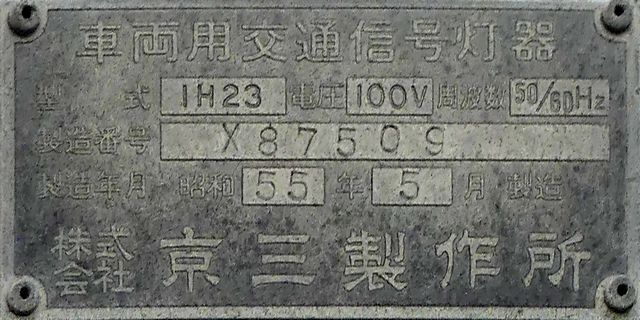 車両用交通信号灯器
型式 1H23 電圧 100V 周波数 50/60Hz
製造番号 X87509
製造年月 昭和 55 年 5 月 製造
株式会社 京三製作所